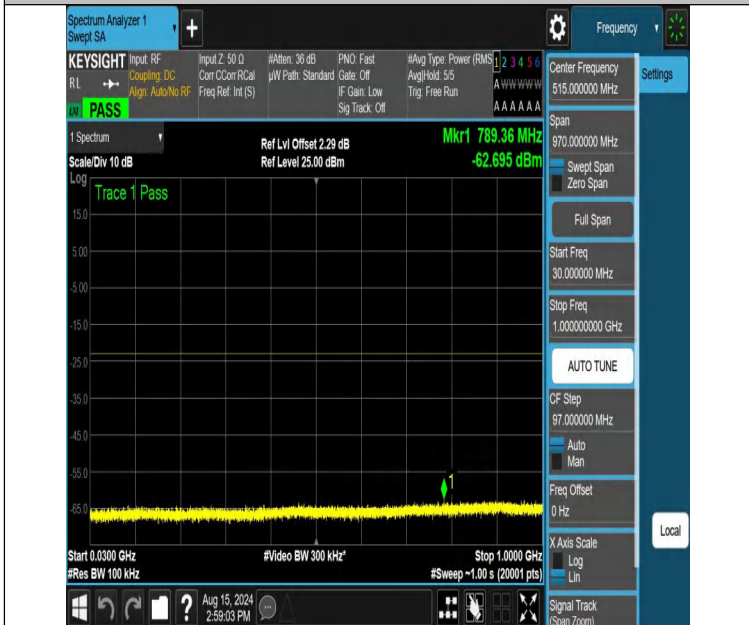 Spectrum Analyzer 1
Swept SA
Frequency
KEYSIGHT
RL
Input: RF
Coupling: DC
Align: Auto/No RF
Input Z: 50 Ω
Corr CCorr RCal
Freq Ref: Int (S)
#Atten: 36 dB
µW Path: Standard
PNO: Fast
Gate: Off
IF Gain: Low
Sig Track: Off
#Avg Type: Power (RMS
Avg|Hold: 5/5
Trig: Free Run
1 2 3 4 5 6
A W W W W W
A A A A A A
LXI PASS
1 Spectrum
Scale/Div 10 dB
Ref Lvl Offset 2.29 dB
Ref Level 25.00 dBm
Mkr1 789.36 MHz
-62.695 dBm
Log
Trace 1 Pass
15.0
5.00
-5.00
-15.0
-25.0
-35.0
-45.0
-55.0
-65.0
1
Start 0.0300 GHz
#Res BW 100 kHz
#Video BW 300 kHz*
Stop 1.0000 GHz
#Sweep ~1.00 s (20001 pts)
Aug 15, 2024
2:59:03 PM
Center Frequency
515.000000 MHz
Settings
Span
970.000000 MHz
Swept Span
Zero Span
Full Span
Start Freq
30.000000 MHz
Stop Freq
1.000000000 GHz
AUTO TUNE
CF Step
97.000000 MHz
Auto
Man
Freq Offset
0 Hz
X Axis Scale
Log
Lin
Local
Signal Track
(Span Zoom)